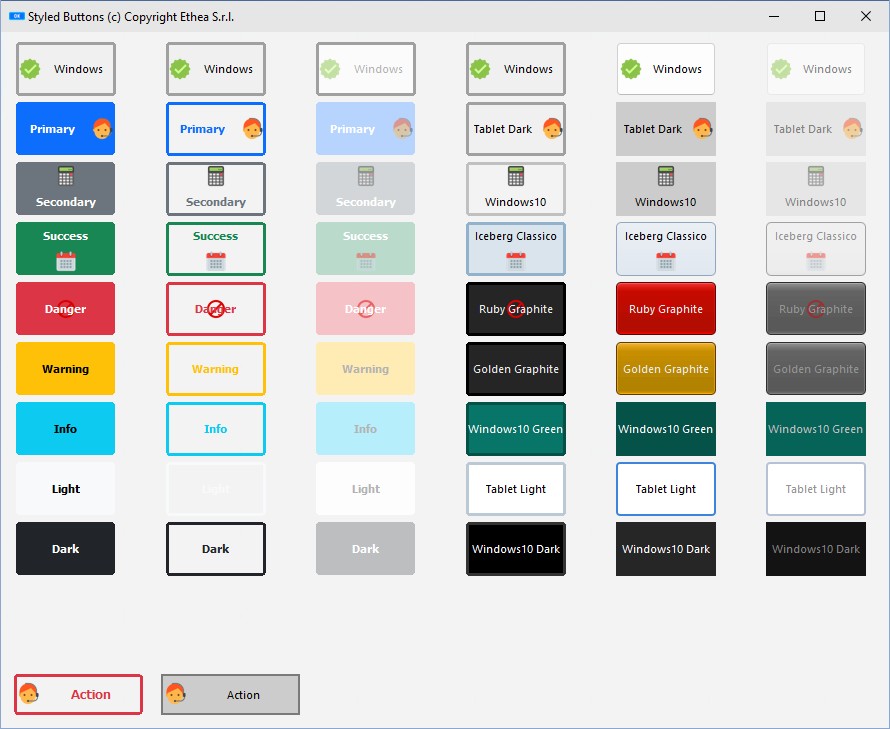 Styled Buttons (c) Copyright Ethea S.r.l.
Windows Windows Windows Windows Windows Windows
Primary Primary Primary Tablet Dark Tablet Dark Tablet Dark
Secondary Secondary Secondary Windows10 Windows10 Windows10
Success Success Success Iceberg Classico Iceberg Classico Iceberg Classico
Danger Danger Danger Ruby Graphite Ruby Graphite Ruby Graphite
Warning Warning Warning Golden Graphite Golden Graphite Golden Graphite
Info Info Info Windows10 Green Windows10 Green Windows10 Green
Light Light Light Tablet Light Tablet Light Tablet Light
Dark Dark Dark Windows10 Dark Windows10 Dark Windows10 Dark
Action Action